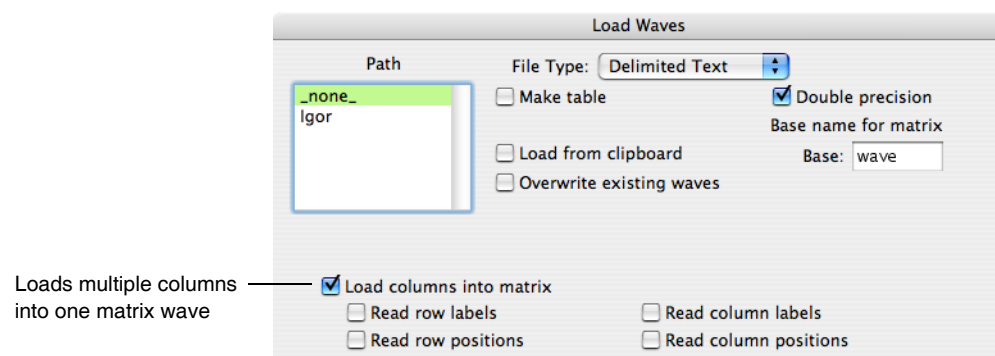 Load Waves
Path
File Type: Delimited Text
_none_
Igor
Make table
Double precision
Base name for matrix
Load from clipboard
Base: wave
Overwrite existing waves
Loads multiple columns
into one matrix wave
Load columns into matrix
Read row labels
Read column labels
Read row positions
Read column positions